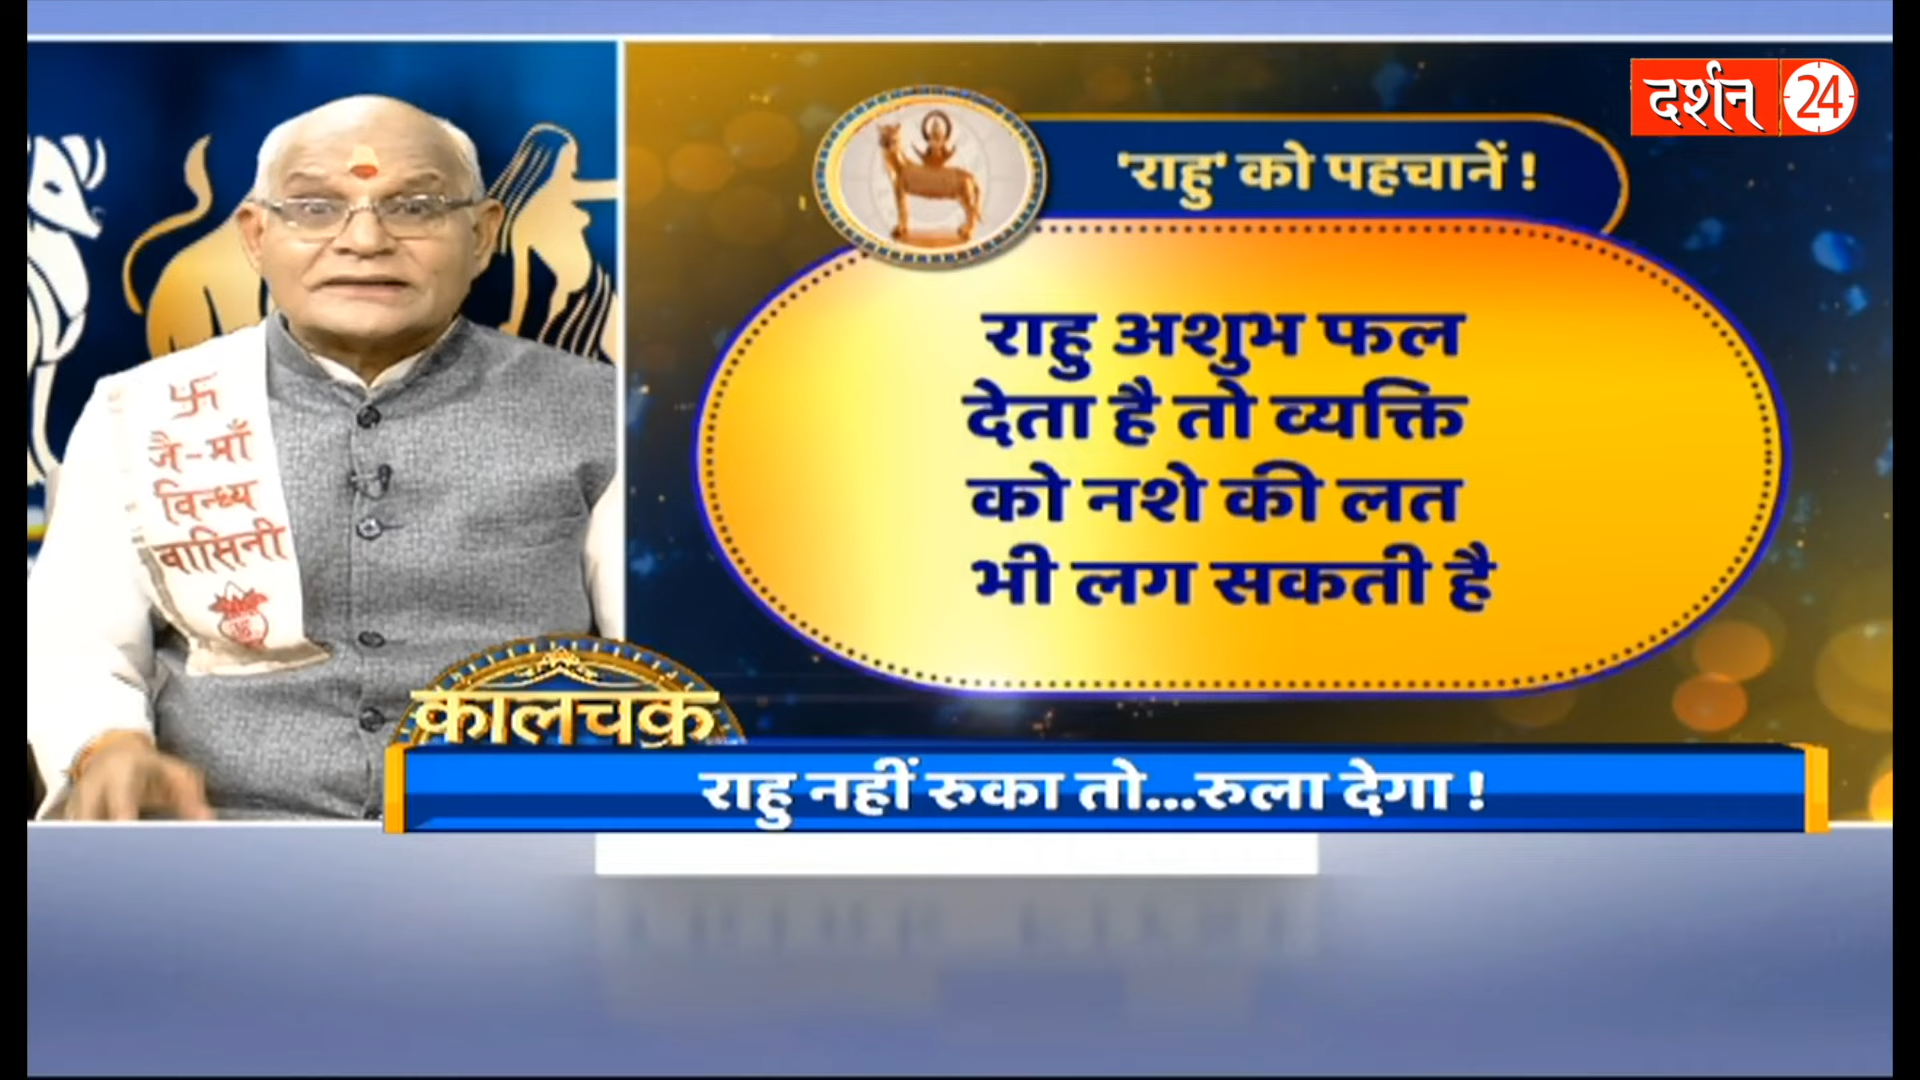 दर्शन 24
'राहु' को पहचानें !
राहु अशुभ फल
देता है तो व्यक्ति
को नशे की लत
भी लग सकती है
जै-माँ
विन्ध्य
वासिनी
कालचक्र
राहु नहीं रुका तो...रुला देगा !